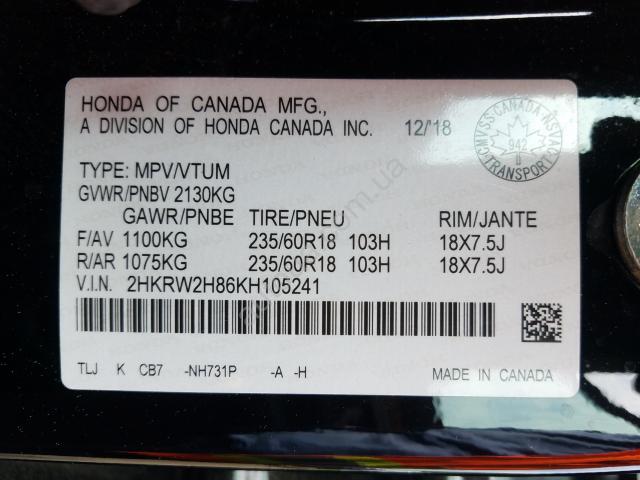 HONDA OF CANADA MFG.,
A DIVISION OF HONDA CANADA INC. 12/'18
CMVSS·CANADA·NSVAC
942
TRANSPORT
TYPE: MPV/VTUM
GVWR/PNBV 2130KG
GAWR/PNBE TIRE/PNEU RIM/JANTE
F/AV 1100KG 235/60R18 103H 18X7.5J
R/AR 1075KG 235/60R18 103H 18X7.5J
V.I.N. 2HKRW2H86KH105241
TLJ K CB7 -NH731P -A -H MADE IN CANADA